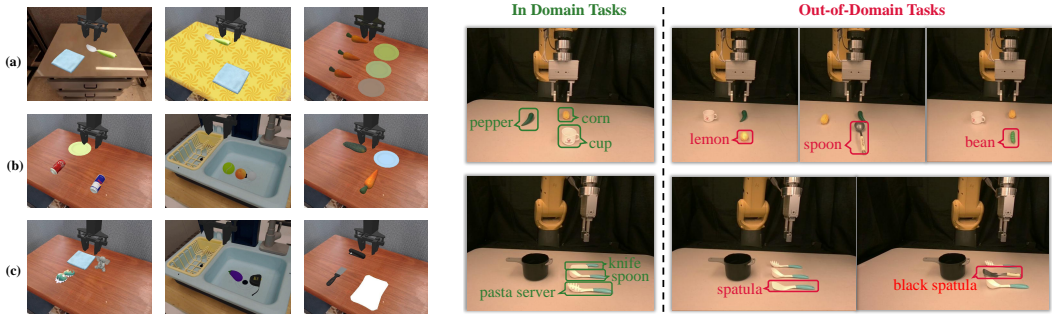 (a)
(b)
(c)
In Domain Tasks
Out-of-Domain Tasks
pepper
corn
cup
lemon
spoon
bean
knife
spoon
pasta server
spatula
black spatula